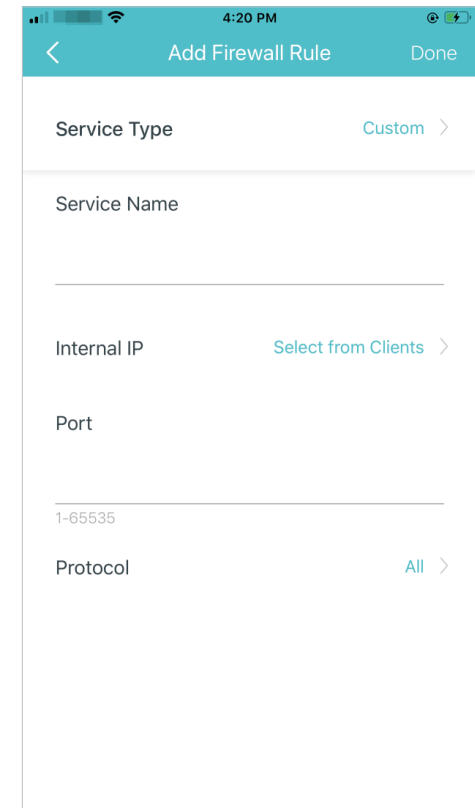 4:20 PM
Add Firewall Rule Done
Service Type Custom
Service Name
Internal IP Select from Clients
Port
1-65535
Protocol All